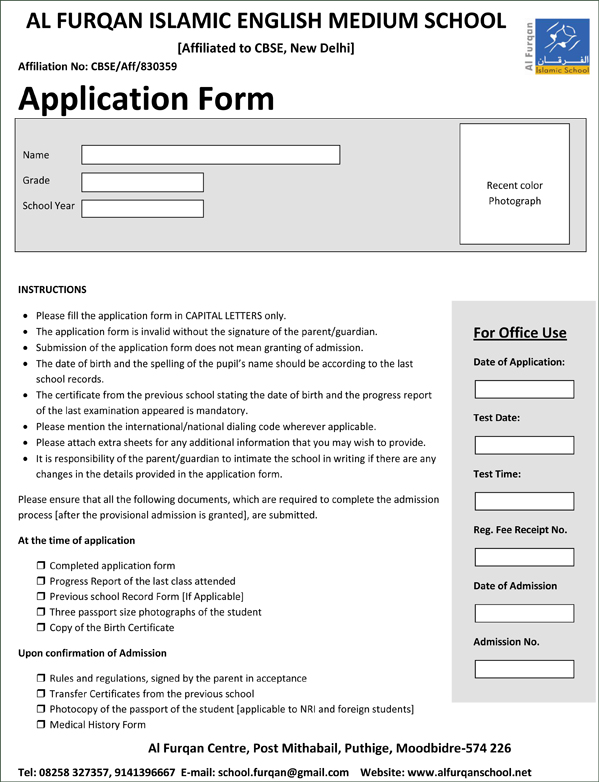 AL FURQAN ISLAMIC ENGLISH MEDIUM SCHOOL
[Affiliated to CBSE, New Delhi]
Affiliation No: CBSE/Aff/830359
Al Furqan
الفرقان
Islamic School
Application Form
Name
Grade
School Year
Recent color
Photograph
INSTRUCTIONS
• Please fill the application form in CAPITAL LETTERS only.
• The application form is invalid without the signature of the parent/guardian.
• Submission of the application form does not mean granting of admission.
• The date of birth and the spelling of the pupil's name should be according to the last
school records.
• The certificate from the previous school stating the date of birth and the progress report
of the last examination appeared is mandatory.
• Please mention the international/national dialing code wherever applicable.
• Please attach extra sheets for any additional information that you may wish to provide.
• It is responsibility of the parent/guardian to intimate the school in writing if there are any
changes in the details provided in the application form.
Please ensure that all the following documents, which are required to complete the admission
process [after the provisional admission is granted], are submitted.
At the time of application
❒ Completed application form
❒ Progress Report of the last class attended
❒ Previous school Record Form [If Applicable]
❒ Three passport size photographs of the student
❒ Copy of the Birth Certificate
Upon confirmation of Admission
❒ Rules and regulations, signed by the parent in acceptance
❒ Transfer Certificates from the previous school
❒ Photocopy of the passport of the student [applicable to NRI and foreign students]
❒ Medical History Form
For Office Use
Date of Application:
Test Date:
Test Time:
Reg. Fee Receipt No.
Date of Admission
Admission No.
Al Furqan Centre, Post Mithabail, Puthige, Moodbidre-574 226
Tel: 08258 327357, 9141396667 E-mail: school.furqan@gmail.com Website: www.alfurqanschool.net